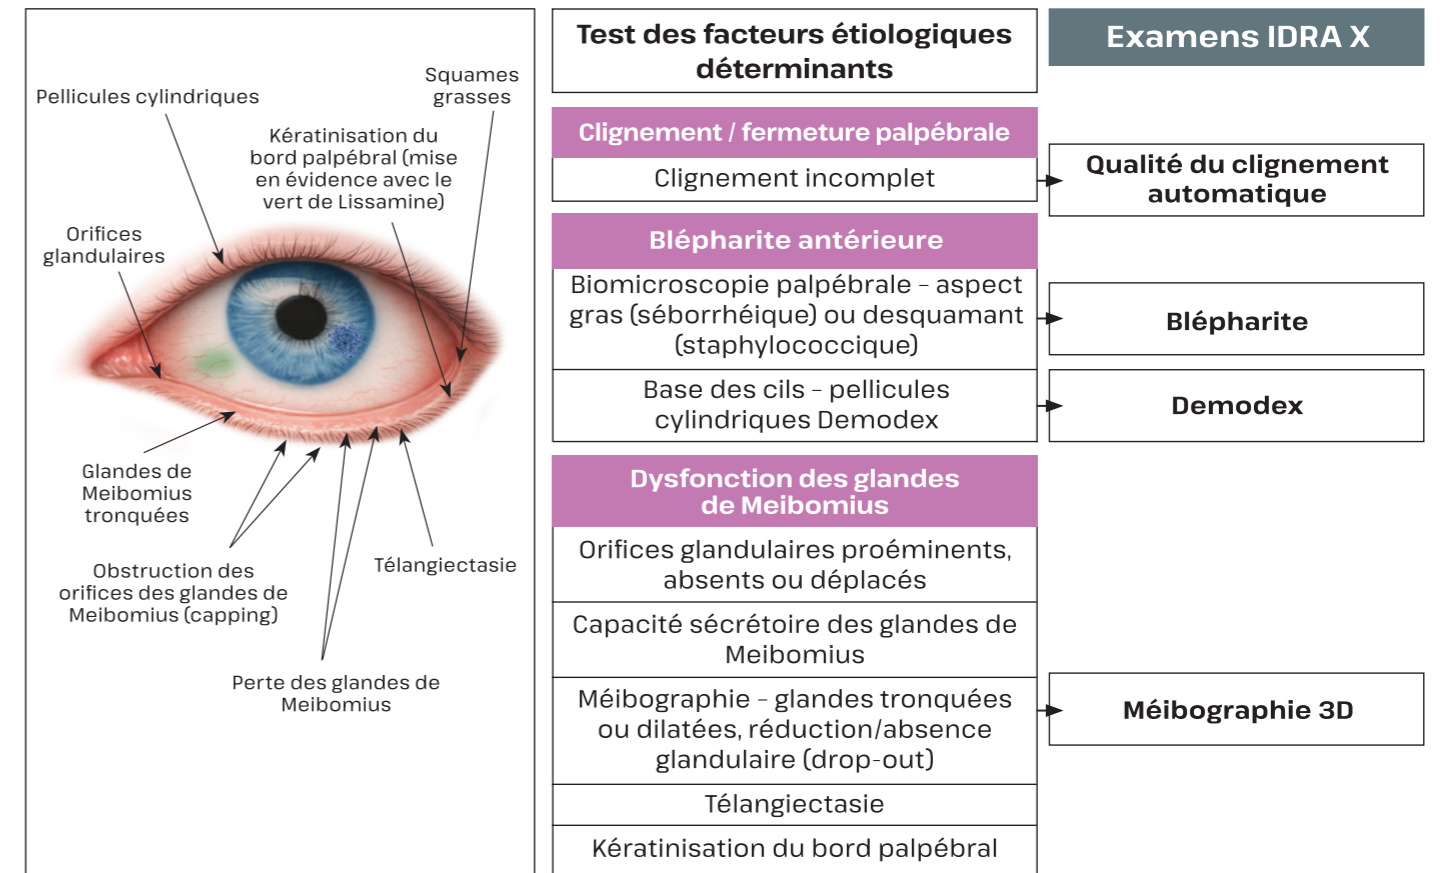 Pellicules cylindriques
Squames
grasses
Kératinisation du
bord palpébral (mise
en évidence avec le
vert de Lissamine)
Orifices
glandulaires
Glandes de
Meibomius
tronquées
Obstruction des
orifices des glandes de
Meibomius (capping)
Télangiectasie
Perte des glandes de
Meibomius
Test des facteurs étiologiques
déterminants
Examens IDRA X
Clignement / fermeture palpébrale
Clignement incomplet
Qualité du clignement
automatique
Blépharite antérieure
Biomicroscopie palpébrale – aspect
gras (séborrhéique) ou desquamant
(staphylococcique)
Blépharite
Base des cils – pellicules
cylindriques Demodex
Demodex
Dysfonction des glandes
de Meibomius
Orifices glandulaires proéminents,
absents ou déplacés
Capacité sécrétoire des glandes de
Meibomius
Méibographie – glandes tronquées
ou dilatées, réduction/absence
glandulaire (drop-out)
Méibographie 3D
Télangiectasie
Kératinisation du bord palpébral